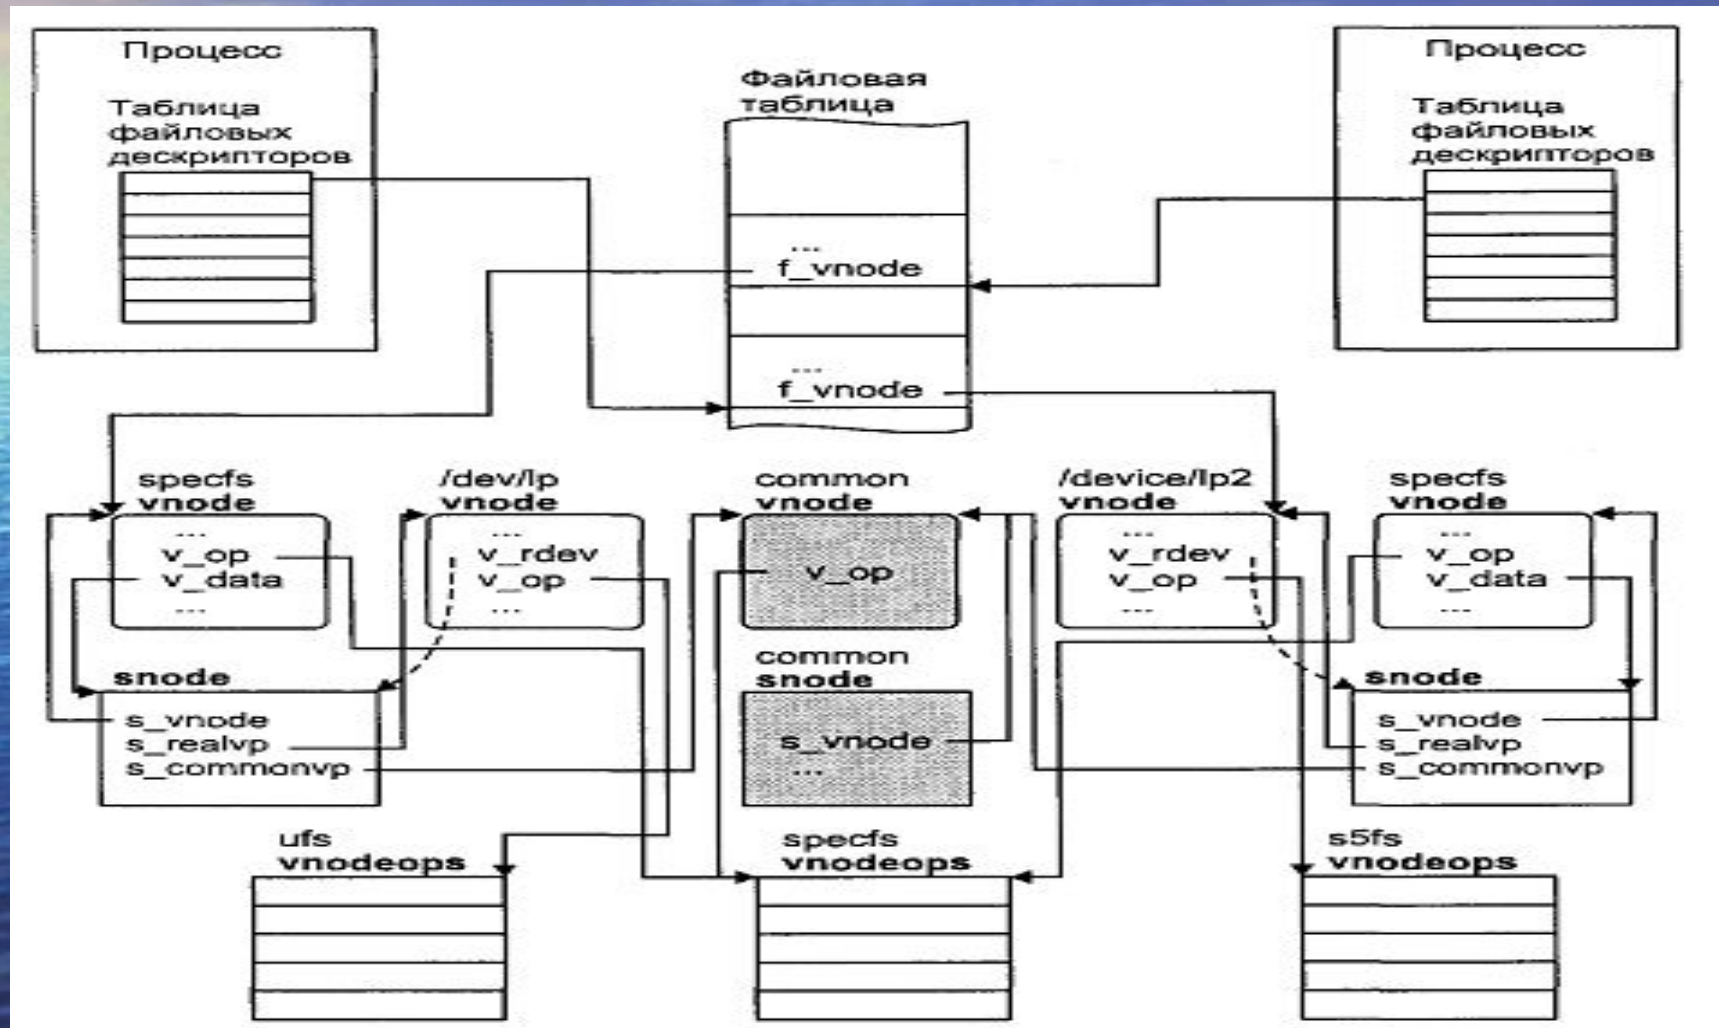 Процесс
Таблица
файловых
дескрипторов
Файловая
таблица
...
f_vnode
...
f_vnode
Процесс
Таблица
файловых
дескрипторов
specfs
vnode
...
v_op
v_data
...
/dev/lp
vnode
...
v_rdev
v_op
...
common
vnode
v_op
/device/lp2
vnode
...
v_rdev
v_op
...
specfs
vnode
...
v_op
v_data
...
snode
s_vnode
s_realvp
s_commonvp
common
snode
s_vnode
...
snode
s_vnode
s_realvp
s_commonvp
ufs
vnodeops
specfs
vnodeops
s5fs
vnodeops